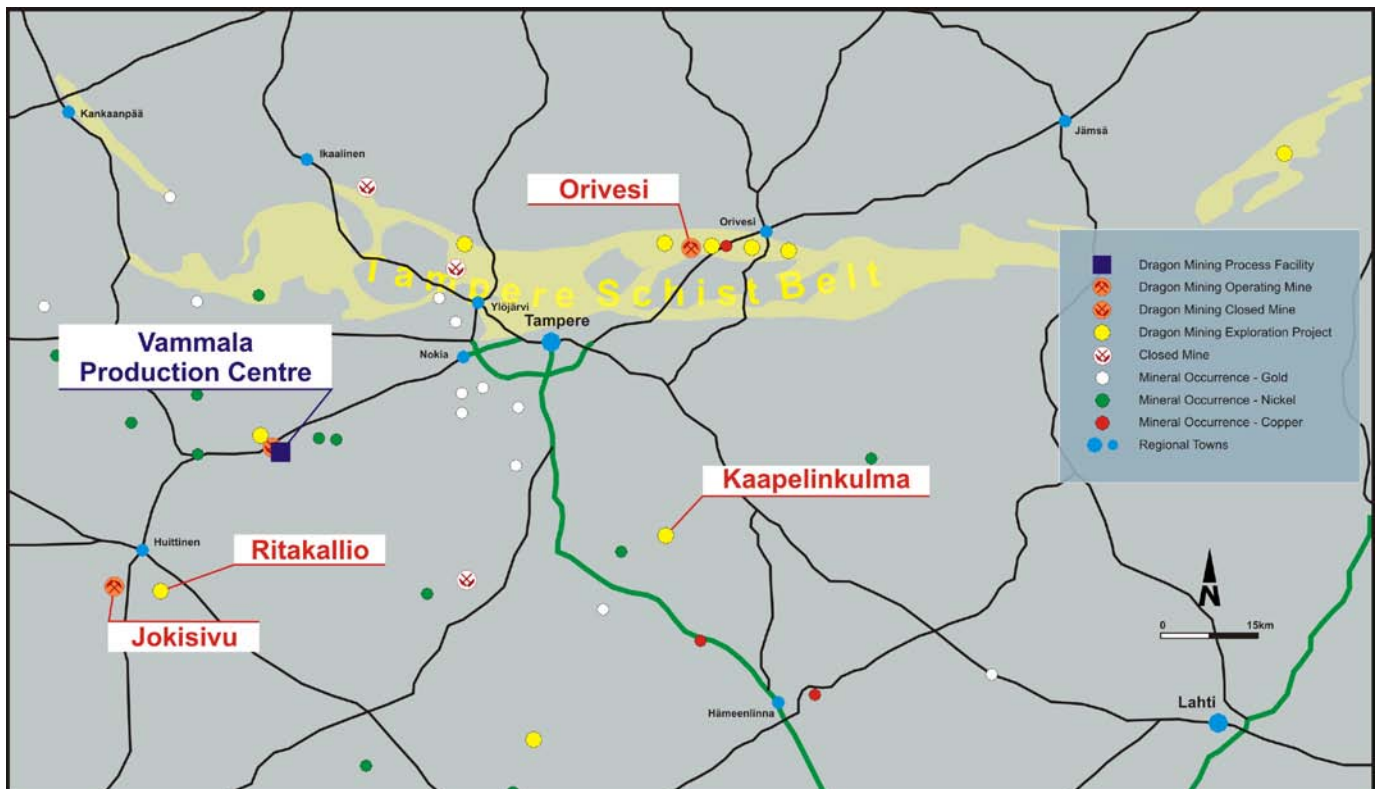 Kankaanpää
Ikaalinen
Jämsä
Orivesi
Orivesi
Tampere Schist Belt
Ylöjärvi
Tampere
Nokia
Vammala
Production Centre
Kaapelinkulma
Huittinen
Ritakallio
Jokisivu
Hämeenlinna
Lahti
Dragon Mining Process Facility
Dragon Mining Operating Mine
Dragon Mining Closed Mine
Dragon Mining Exploration Project
Closed Mine
Mineral Occurrence - Gold
Mineral Occurrence - Nickel
Mineral Occurrence - Copper
Regional Towns
N
0 15km